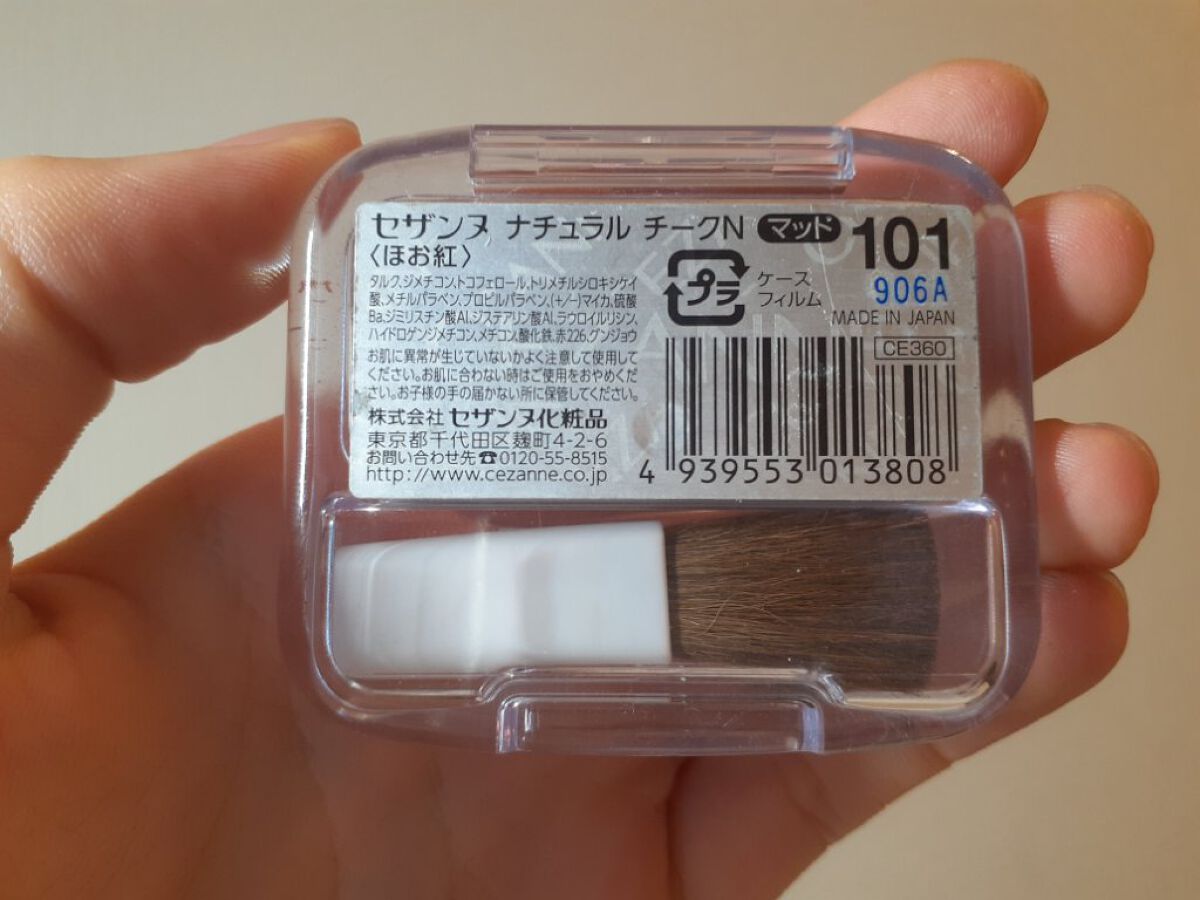 セザンヌ ナチュラル チークN マッド 101
〈ほお紅〉
タルク,ジメチコン,トコフェロール,トリメチルシロキシケイ
酸,メチルパラベン,プロピルパラベン,(+/-)マイカ,硫酸
Ba,ジミリスチン酸Al,ジステアリン酸Al,ラウロイルリシン,
ハイドロゲンジメチコン,メチコン,酸化鉄,赤226,グンジョウ
お肌に異常が生じていないかよく注意して使用して
ください。お肌に合わない時はご使用をおやめくだ
さい。お子様の手の届かない所に保管してください。
株式会社 セザンヌ化粧品
東京都千代田区麹町4-2-6
お問い合わせ先☎0120-55-8515
http://www.cezanne.co.jp
プラ
ケース
フィルム
906A
MADE IN JAPAN
CE360
4 939553 013808